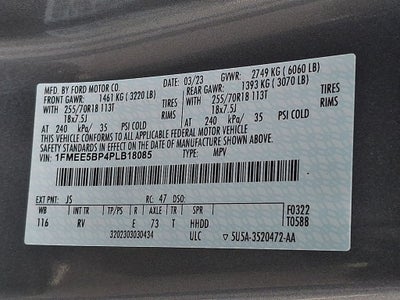 MFD. BY FORD MOTOR CO.
03/23 GVWR: 2749 KG (6060 LB)
FRONT GAWR: 1461 KG (3220 LB) REAR GAWR: 1393 KG (3070 LB)
255/70R18 113T TIRES 255/70R18 113T TIRES
18x7.5J RIMS 18x7.5J RIMS
AT 240 kPa/ 35 PSI COLD AT 240 kPa/ 35 PSI COLD
THIS VEHICLE CONFORMS TO ALL APPLICABLE FEDERAL MOTOR VEHICLE
SAFETY STANDARDS IN EFFECT ON THE DATE OF MANUFACTURE SHOWN ABOVE.
VIN: 1FMEE5BP4PLB18085 TYPE: MPV
EXT PNT: JS RC: 47 DSO:
WB INT TR TP/PS R AXLE TR SPR F0322
116 RV E 73 T HHDD T0588
3202303030434 ULC 5U5A-3520472-AA